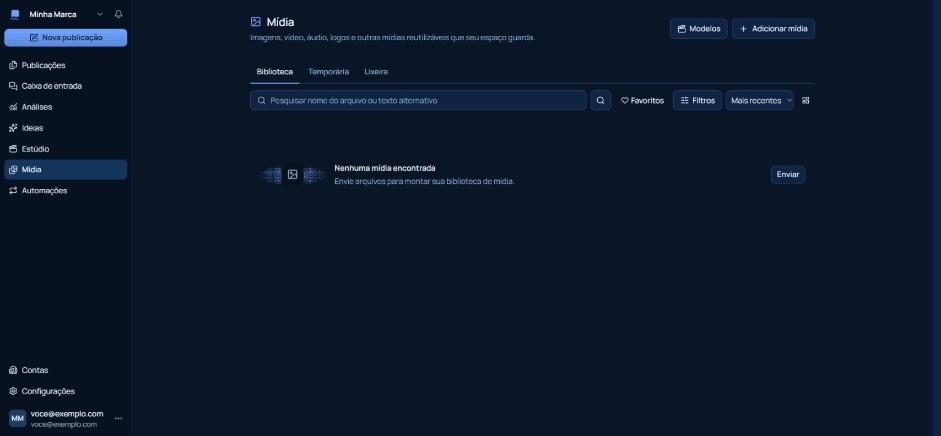 Minha Marca
Nova publicação
Publicações
Caixa de entrada
Análises
Ideias
Estúdio
Mídia
Automações
Contas
Configurações
MM
voce@exemplo.com
voce@exemplo.com
Mídia
Imagens, vídeo, áudio, logos e outras mídias reutilizáveis que seu espaço guarda.
Modelos
Adicionar mídia
Biblioteca
Temporária
Lixeira
Pesquisar nome do arquivo ou texto alternativo
Favoritos
Filtros
Mais recentes
Nenhuma mídia encontrada
Envie arquivos para montar sua biblioteca de mídia.
Enviar